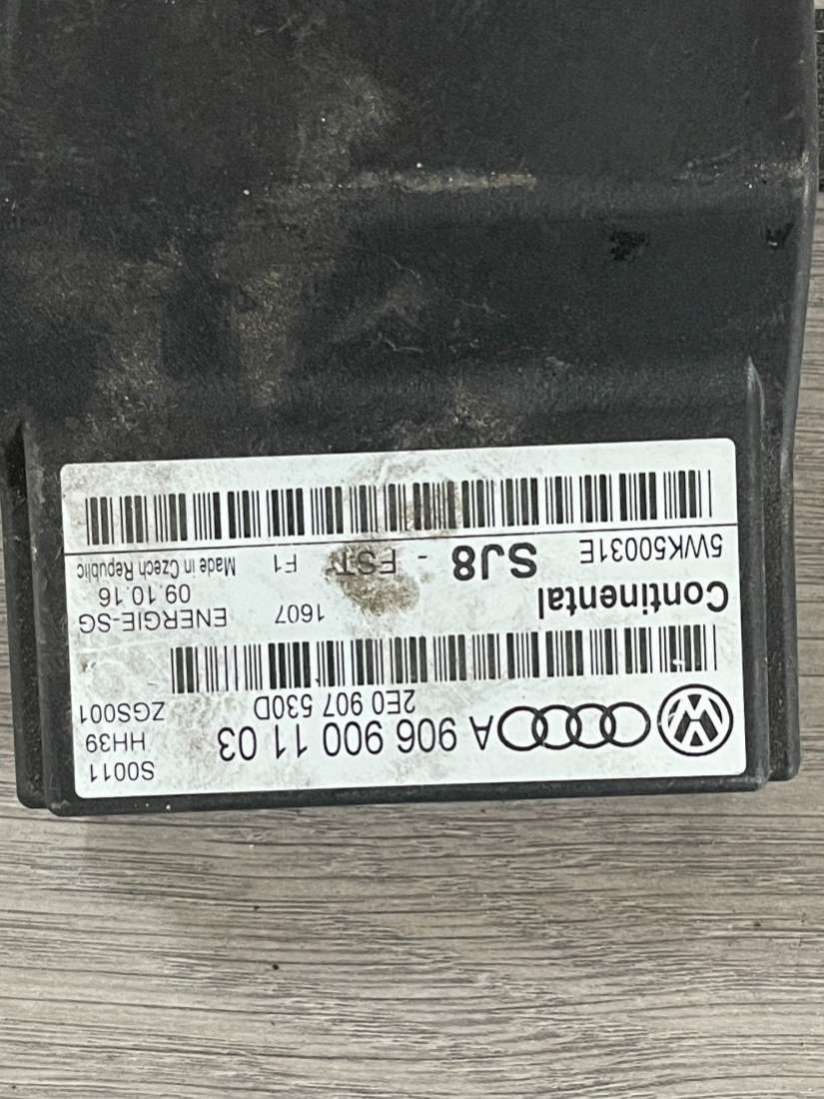 A 906 900 11 03
S0011
HH39
2E0 907 530D
ZGS001
Continental
1607
ENERGIE-SG
09.10.16
5WK50031E
SJ8 - FST
F1
Made in Czech Republic